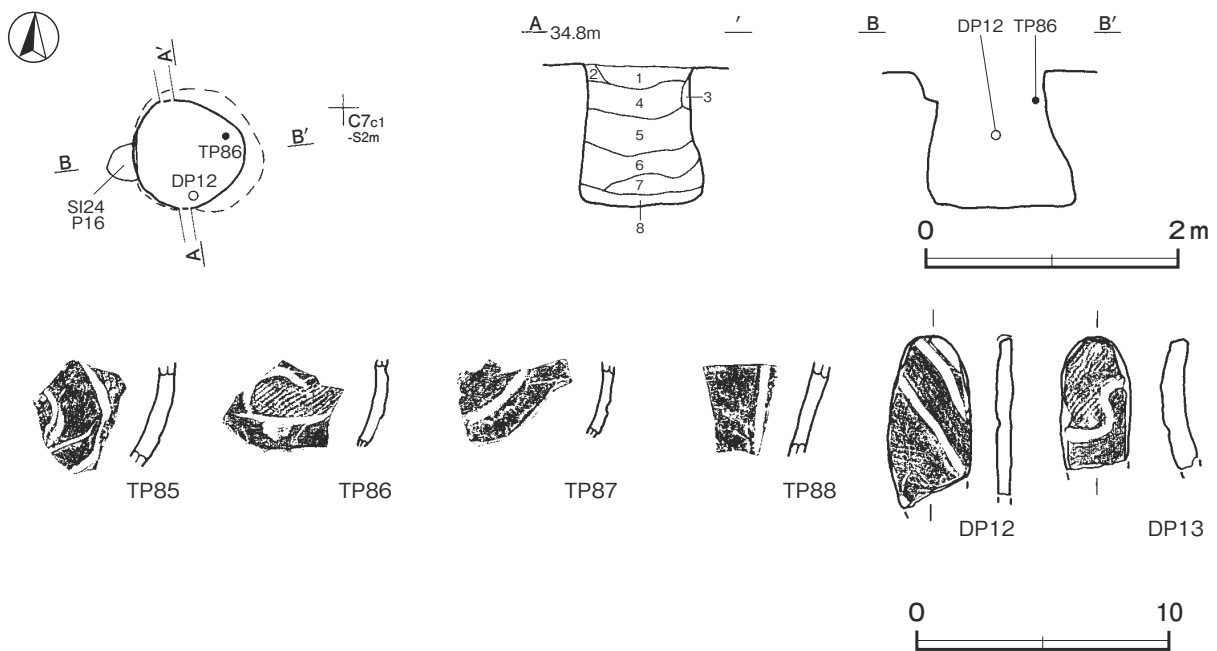 A′
C7c1
-S2m
B′
TP86
B
DP12
SI24
P16
A
A 34.8m
′
2
1
3
4
5
6
7
8
B
DP12
TP86
B′
0
2 m
TP85
TP86
TP87
TP88
DP12
DP13
0
10